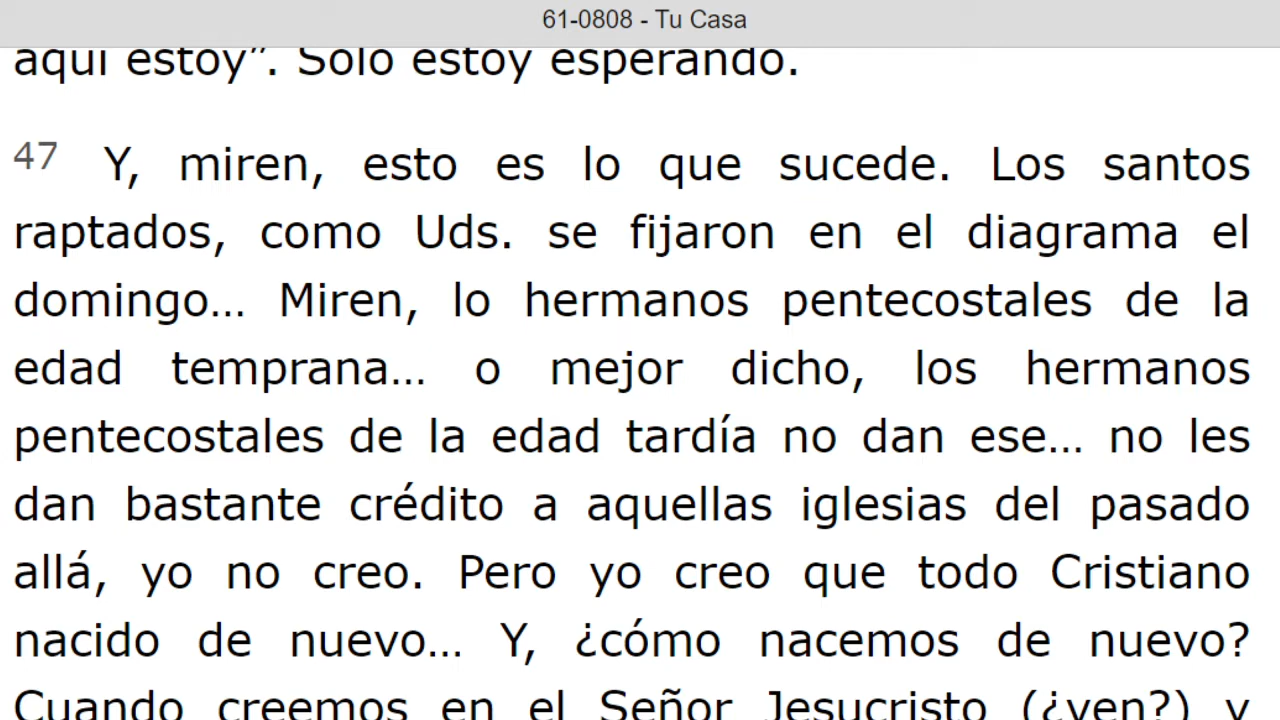 61-0808 - Tu Casa
aquí estoy”. Solo estoy esperando.
47 Y, miren, esto es lo que sucede. Los santos
raptados, como Uds. se fijaron en el diagrama el
domingo… Miren, lo hermanos pentecostales de la
edad temprana… o mejor dicho, los hermanos
pentecostales de la edad tardía no dan ese… no les
dan bastante crédito a aquellas iglesias del pasado
allá, yo no creo. Pero yo creo que todo Cristiano
nacido de nuevo… Y, ¿cómo nacemos de nuevo?
Cuando creemos en el Señor Jesucristo (¿ven?) y